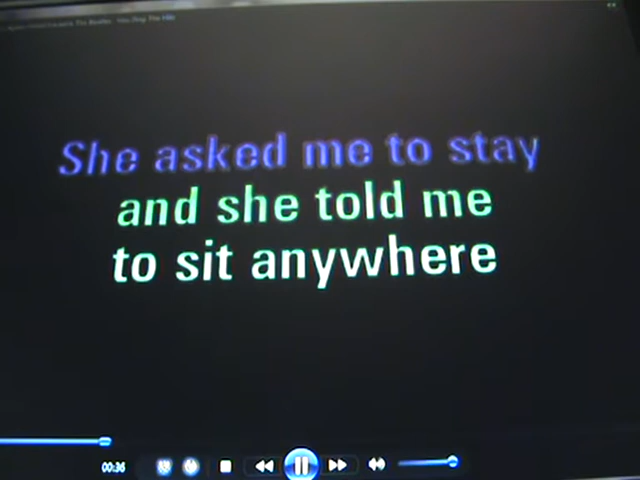 She asked me to stay
and she told me
to sit anywhere
00:36